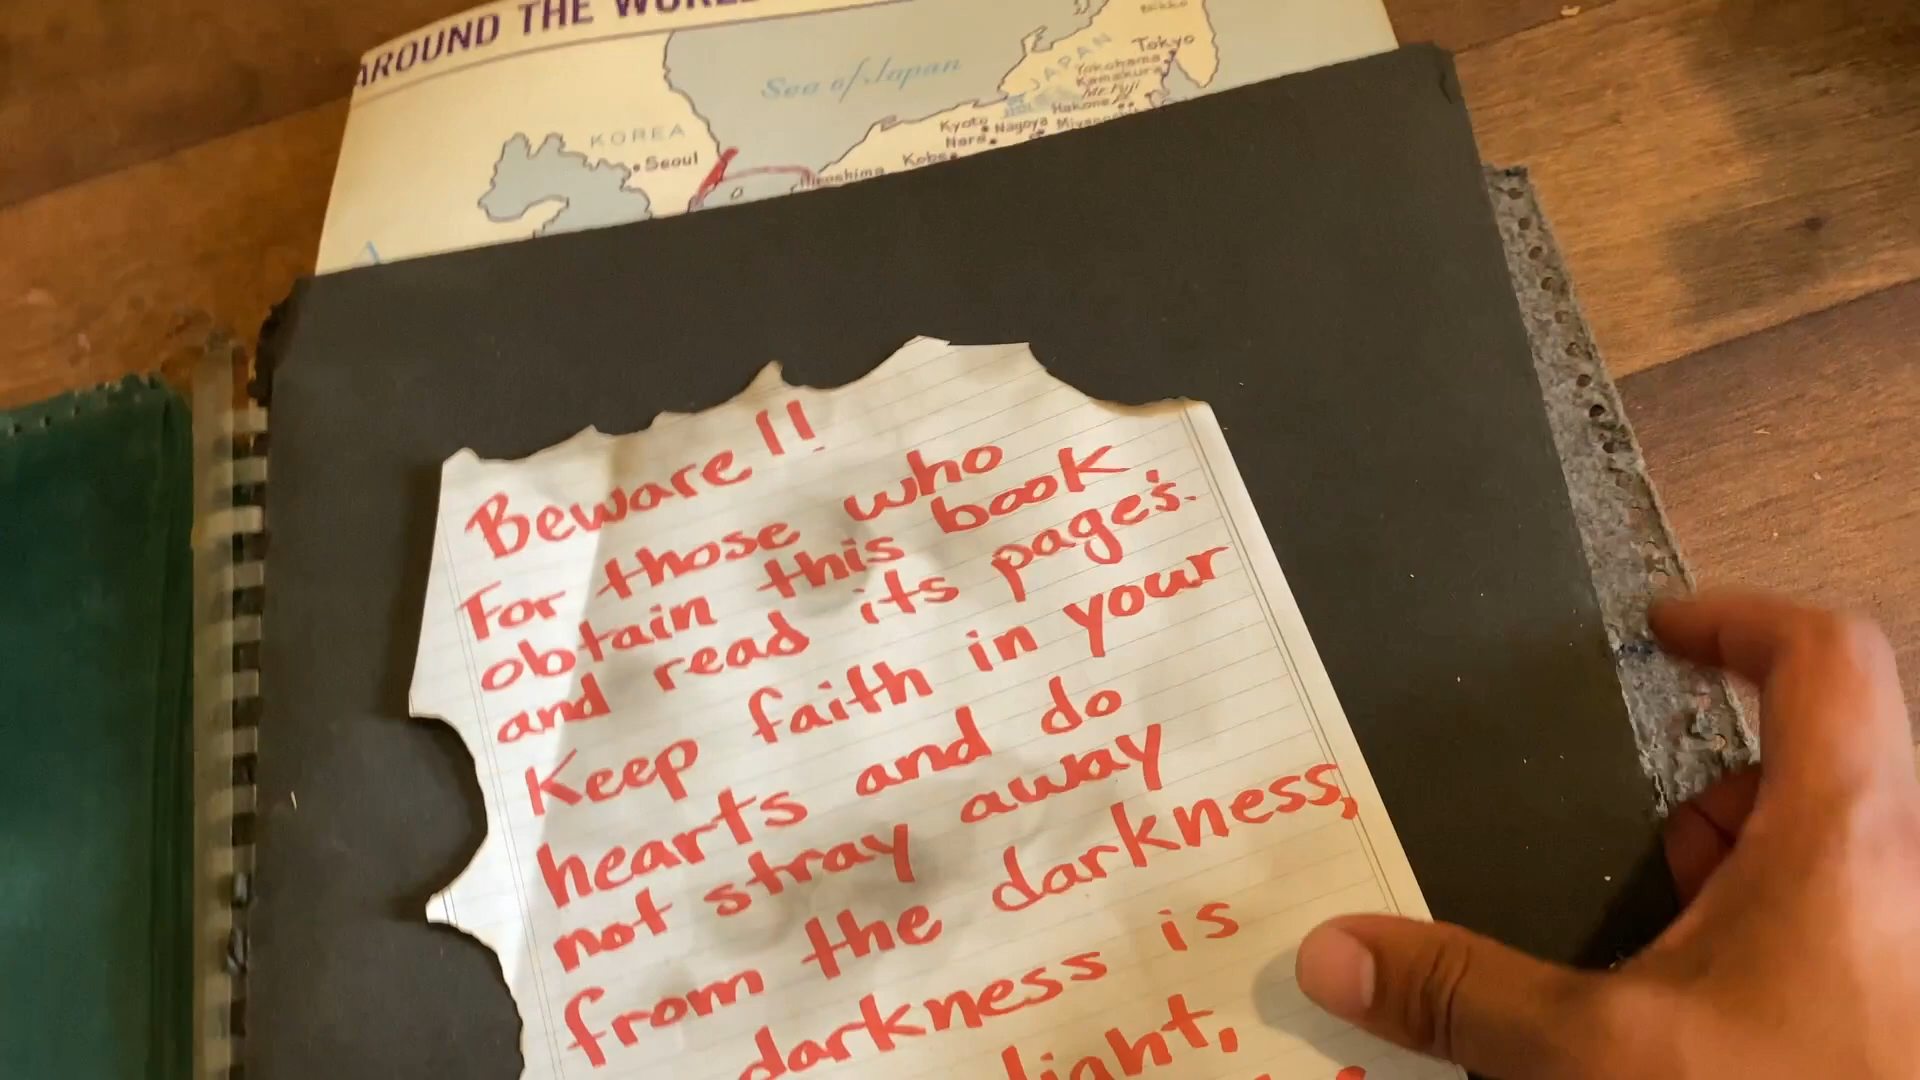 AROUND THE WORLD
Sea of Japan
JAPAN
Tokyo
Yokohama
Kamakura
Mt. Fuji
Hakone
KOREA
Seoul
Kyoto
Nagoya
Nara
Kobe
Hiroshima
Beware!!
For those who
obtain this book
and read its pages.
Keep faith in your
hearts and do
not stray away
from the darkness,
darkness is
light,